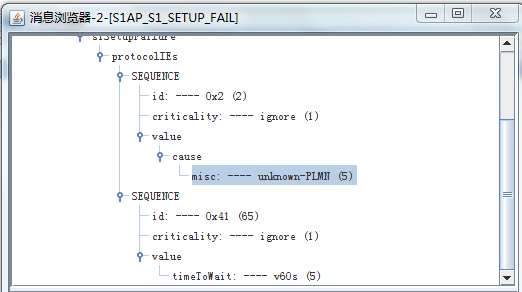 消息浏览器-2-[S1AP_S1_SETUP_FAIL]
s1SetupFailure
protocolIEs
SEQUENCE
id: ---- 0x2 (2)
criticality: ---- ignore (1)
value
cause
misc: ---- unknown-PLMN (5)
SEQUENCE
id: ---- 0x41 (65)
criticality: ---- ignore (1)
value
timeToWait: ---- v60s (5)